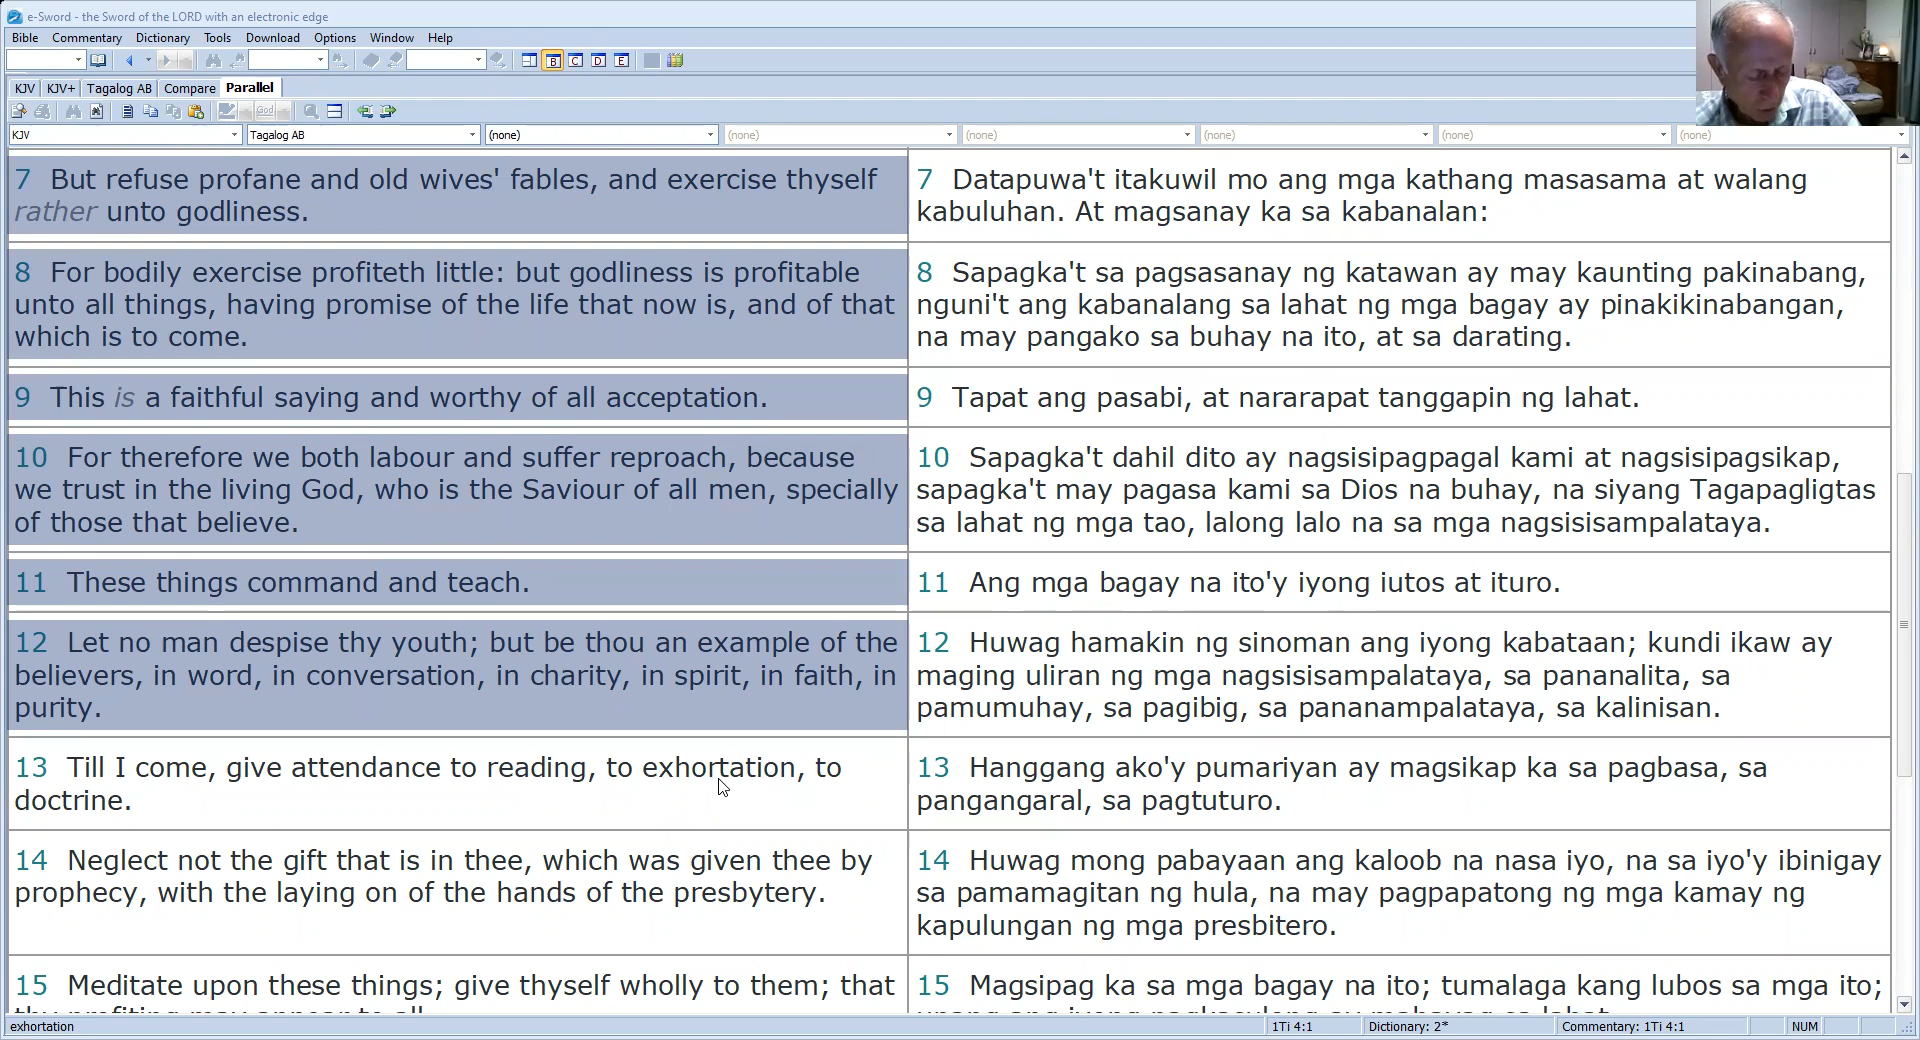 e-Sword - the Sword of the LORD with an electronic edge
Bible Commentary Dictionary Tools Download Options Window Help
B C D E
KJV KJV+ Tagalog AB Compare Parallel
God
KJV Tagalog AB (none) (none) (none) (none) (none) (none)
7 But refuse profane and old wives' fables, and exercise thyself
rather unto godliness.
8 For bodily exercise profiteth little: but godliness is profitable
unto all things, having promise of the life that now is, and of that
which is to come.
9 This is a faithful saying and worthy of all acceptation.
10 For therefore we both labour and suffer reproach, because
we trust in the living God, who is the Saviour of all men, specially
of those that believe.
11 These things command and teach.
12 Let no man despise thy youth; but be thou an example of the
believers, in word, in conversation, in charity, in spirit, in faith, in
purity.
13 Till I come, give attendance to reading, to exhortation, to
doctrine.
14 Neglect not the gift that is in thee, which was given thee by
prophecy, with the laying on of the hands of the presbytery.
15 Meditate upon these things; give thyself wholly to them; that
thy profiting may appear to all.
7 Datapuwa't itakuwil mo ang mga kathang masasama at walang
kabuluhan. At magsanay ka sa kabanalan:
8 Sapagka't sa pagsasanay ng katawan ay may kaunting pakinabang,
nguni't ang kabanalang sa lahat ng mga bagay ay pinakikinabangan,
na may pangako sa buhay na ito, at sa darating.
9 Tapat ang pasabi, at nararapat tanggapin ng lahat.
10 Sapagka't dahil dito ay nagsisipagpagal kami at nagsisipagsikap,
sapagka't may pagasa kami sa Dios na buhay, na siyang Tagapagligtas
sa lahat ng mga tao, lalong lalo na sa mga nagsisisampalataya.
11 Ang mga bagay na ito'y iyong iutos at ituro.
12 Huwag hamakin ng sinoman ang iyong kabataan; kundi ikaw ay
maging uliran ng mga nagsisisampalataya, sa pananalita, sa
pamumuhay, sa pagibig, sa pananampalataya, sa kalinisan.
13 Hanggang ako'y pumariyan ay magsikap ka sa pagbasa, sa
pangangaral, sa pagtuturo.
14 Huwag mong pabayaan ang kaloob na nasa iyo, na sa iyo'y ibinigay
sa pamamagitan ng hula, na may pagpapatong ng mga kamay ng
kapulungan ng mga presbitero.
15 Magsipag ka sa mga bagay na ito; tumalaga kang lubos sa mga ito;
upang ang iyong pagkasulong ay mahayag sa lahat.
exhortation 1Ti 4:1 Dictionary: 2* Commentary: 1Ti 4:1 NUM